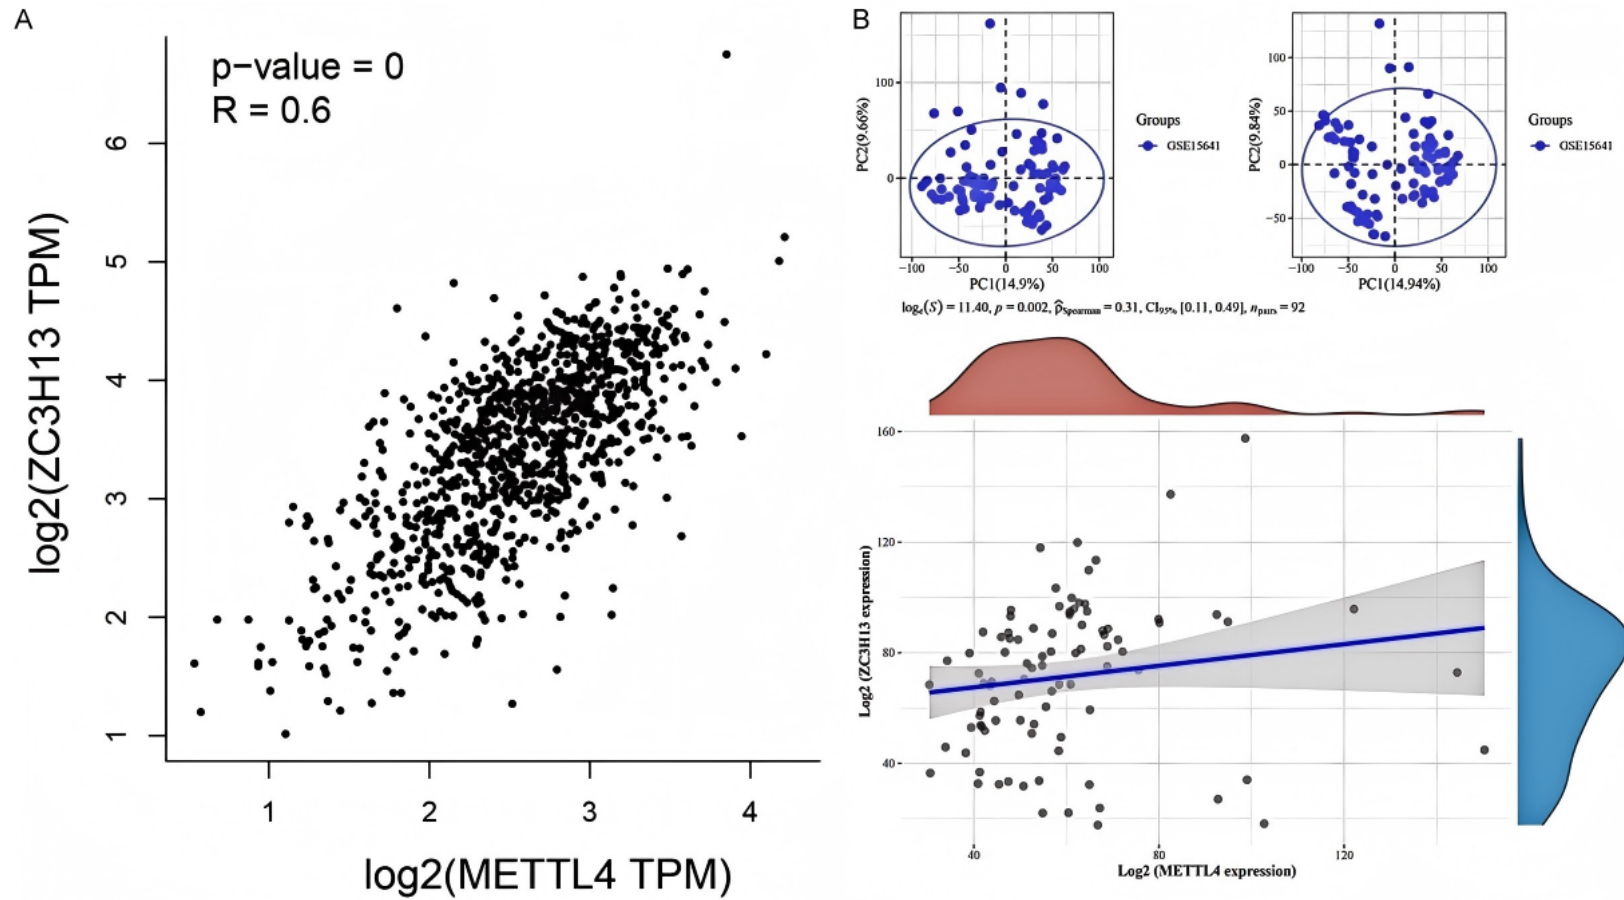 A
p−value = 0
R = 0.6
log2(ZC3H13 TPM)
6
5
4
3
2
1
1 2 3 4
log2(METTL4 TPM)
B
PC2(9.66%)
100
0
−100 −50 0 50 100
PC1(14.9%)
Groups
GSE15641
PC2(9.84%)
100
50
0
−50
−100 −50 0 50 100
PC1(14.94%)
Groups
GSE15641
logₑ(S) = 11.40, p = 0.002, ρ̂Spearman = 0.31, CI95% [0.11, 0.49], npairs = 92
Log2 (ZC3H13 expression)
160
120
80
40
40 80 120
Log2 (METTL4 expression)